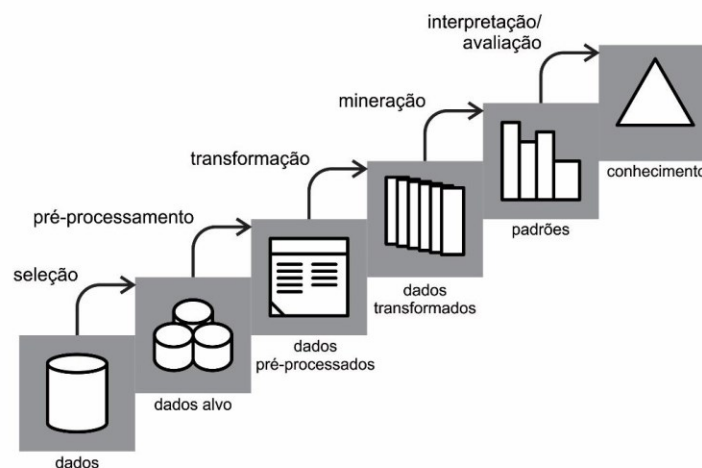 interpretação/
avaliação
mineração
transformação
conhecimento
pré-processamento
padrões
seleção
dados
transformados
dados
pré-processados
dados alvo
dados